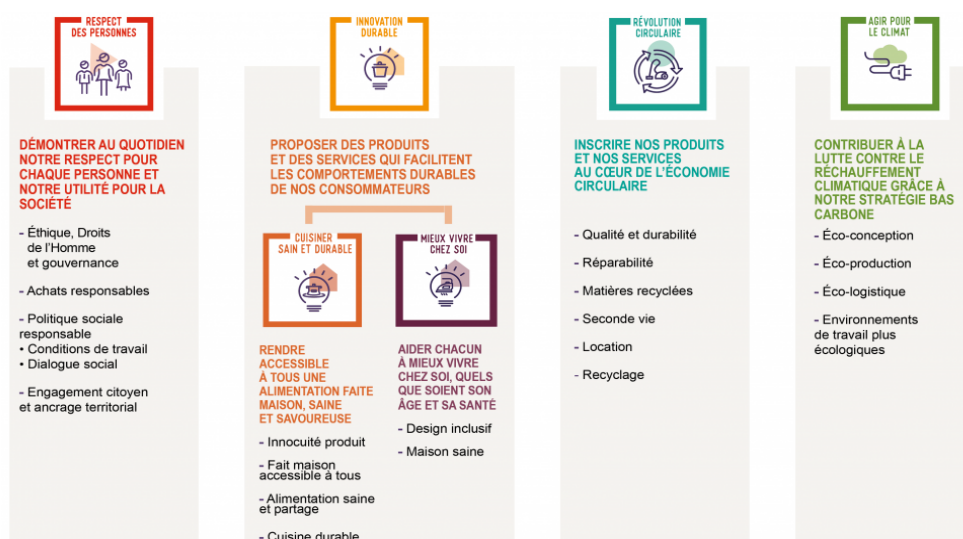 RESPECT
DES PERSONNES
DÉMONTRER AU QUOTIDIEN
NOTRE RESPECT POUR
CHAQUE PERSONNE ET
NOTRE UTILITÉ POUR LA
SOCIÉTÉ
- Éthique, Droits
de l'Homme
et gouvernance
- Achats responsables
- Politique sociale
responsable
• Conditions de travail
• Dialogue social
- Engagement citoyen
et ancrage territorial
INNOVATION
DURABLE
PROPOSER DES PRODUITS
ET DES SERVICES QUI FACILITENT
LES COMPORTEMENTS DURABLES
DE NOS CONSOMMATEURS
CUISINER
SAIN ET DURABLE
RENDRE
ACCESSIBLE
À TOUS UNE
ALIMENTATION FAITE
MAISON, SAINE
ET SAVOUREUSE
- Innocuité produit
- Fait maison
accessible à tous
- Alimentation saine
et partage
- Cuisine durable
MIEUX VIVRE
CHEZ SOI
AIDER CHACUN
À MIEUX VIVRE
CHEZ SOI, QUELS
QUE SOIENT SON
ÂGE ET SA SANTÉ
- Design inclusif
- Maison saine
RÉVOLUTION
CIRCULAIRE
INSCRIRE NOS PRODUITS
ET NOS SERVICES
AU CŒUR DE L'ÉCONOMIE
CIRCULAIRE
- Qualité et durabilité
- Réparabilité
- Matières recyclées
- Seconde vie
- Location
- Recyclage
AGIR POUR
LE CLIMAT
CONTRIBUER À LA
LUTTE CONTRE LE
RÉCHAUFFEMENT
CLIMATIQUE GRÂCE À
NOTRE STRATÉGIE BAS
CARBONE
- Éco-conception
- Éco-production
- Éco-logistique
- Environnements
de travail plus
écologiques